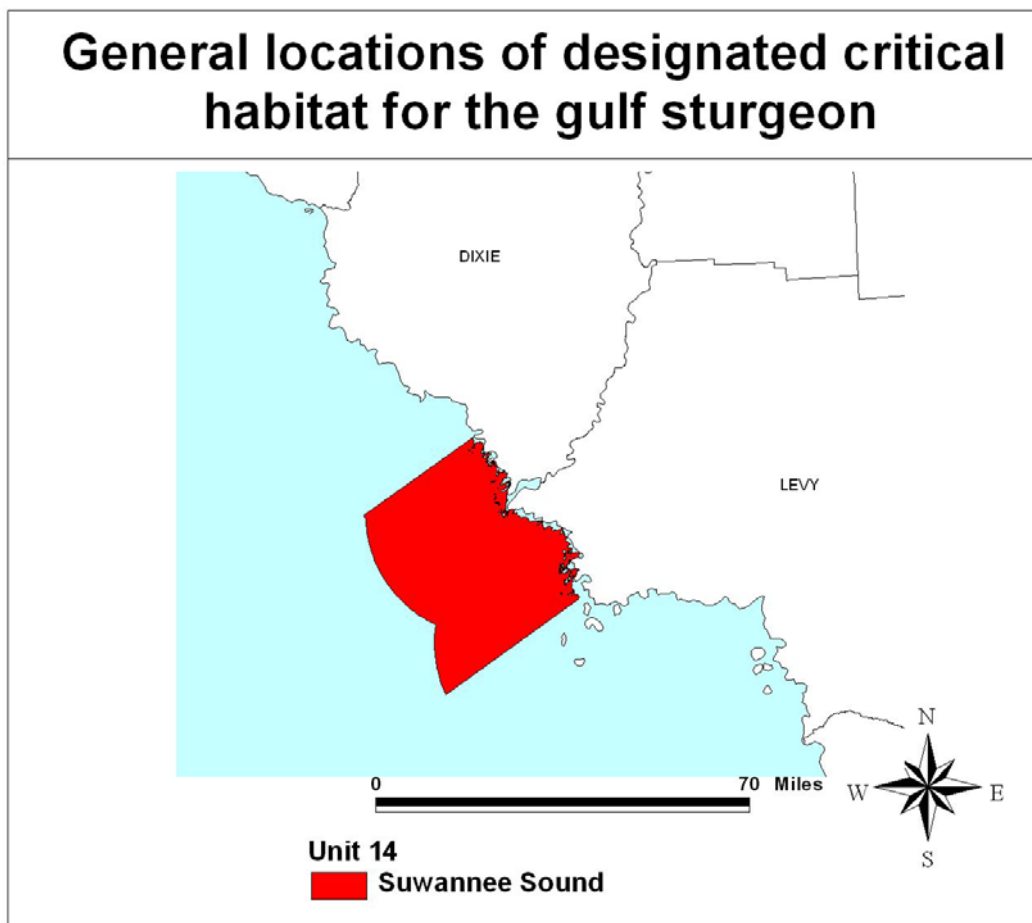 General locations of designated critical
habitat for the gulf sturgeon
DIXIE
LEVY
N
W E
S
0 70 Miles
Unit 14
Suwannee Sound